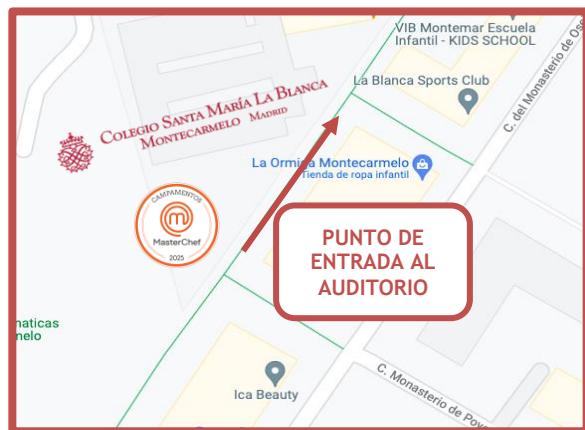 VIB Montemar Escuela
Infantil - KIDS SCHOOL
La Blanca Sports Club
C. del Monasterio de Ose
COLEGIO SANTA MARÍA LA BLANCA
MONTECARMELO MADRID
La Ormiga Montecarmelo
Tienda de ropa infantil
CAMPAMENTOS
m
MasterChef
2025
PUNTO DE
ENTRADA AL
AUDITORIO
naticas
nelo
Ica Beauty
C. Monasterio de Pov